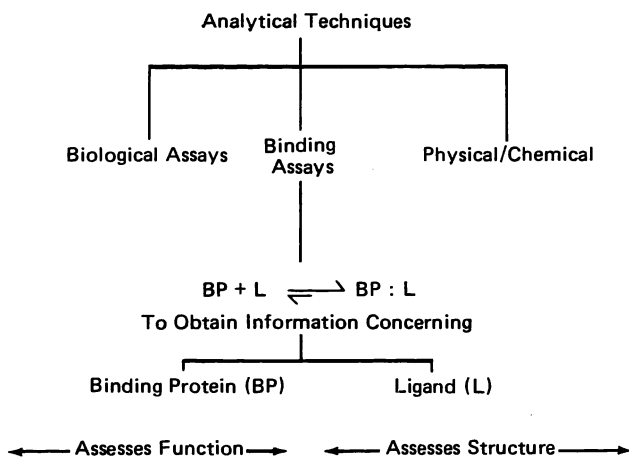 Analytical Techniques
Biological Assays
Binding
Assays
Physical/Chemical
BP + L ⇌ BP : L
To Obtain Information Concerning
Binding Protein (BP)
Ligand (L)
Assesses Function
Assesses Structure